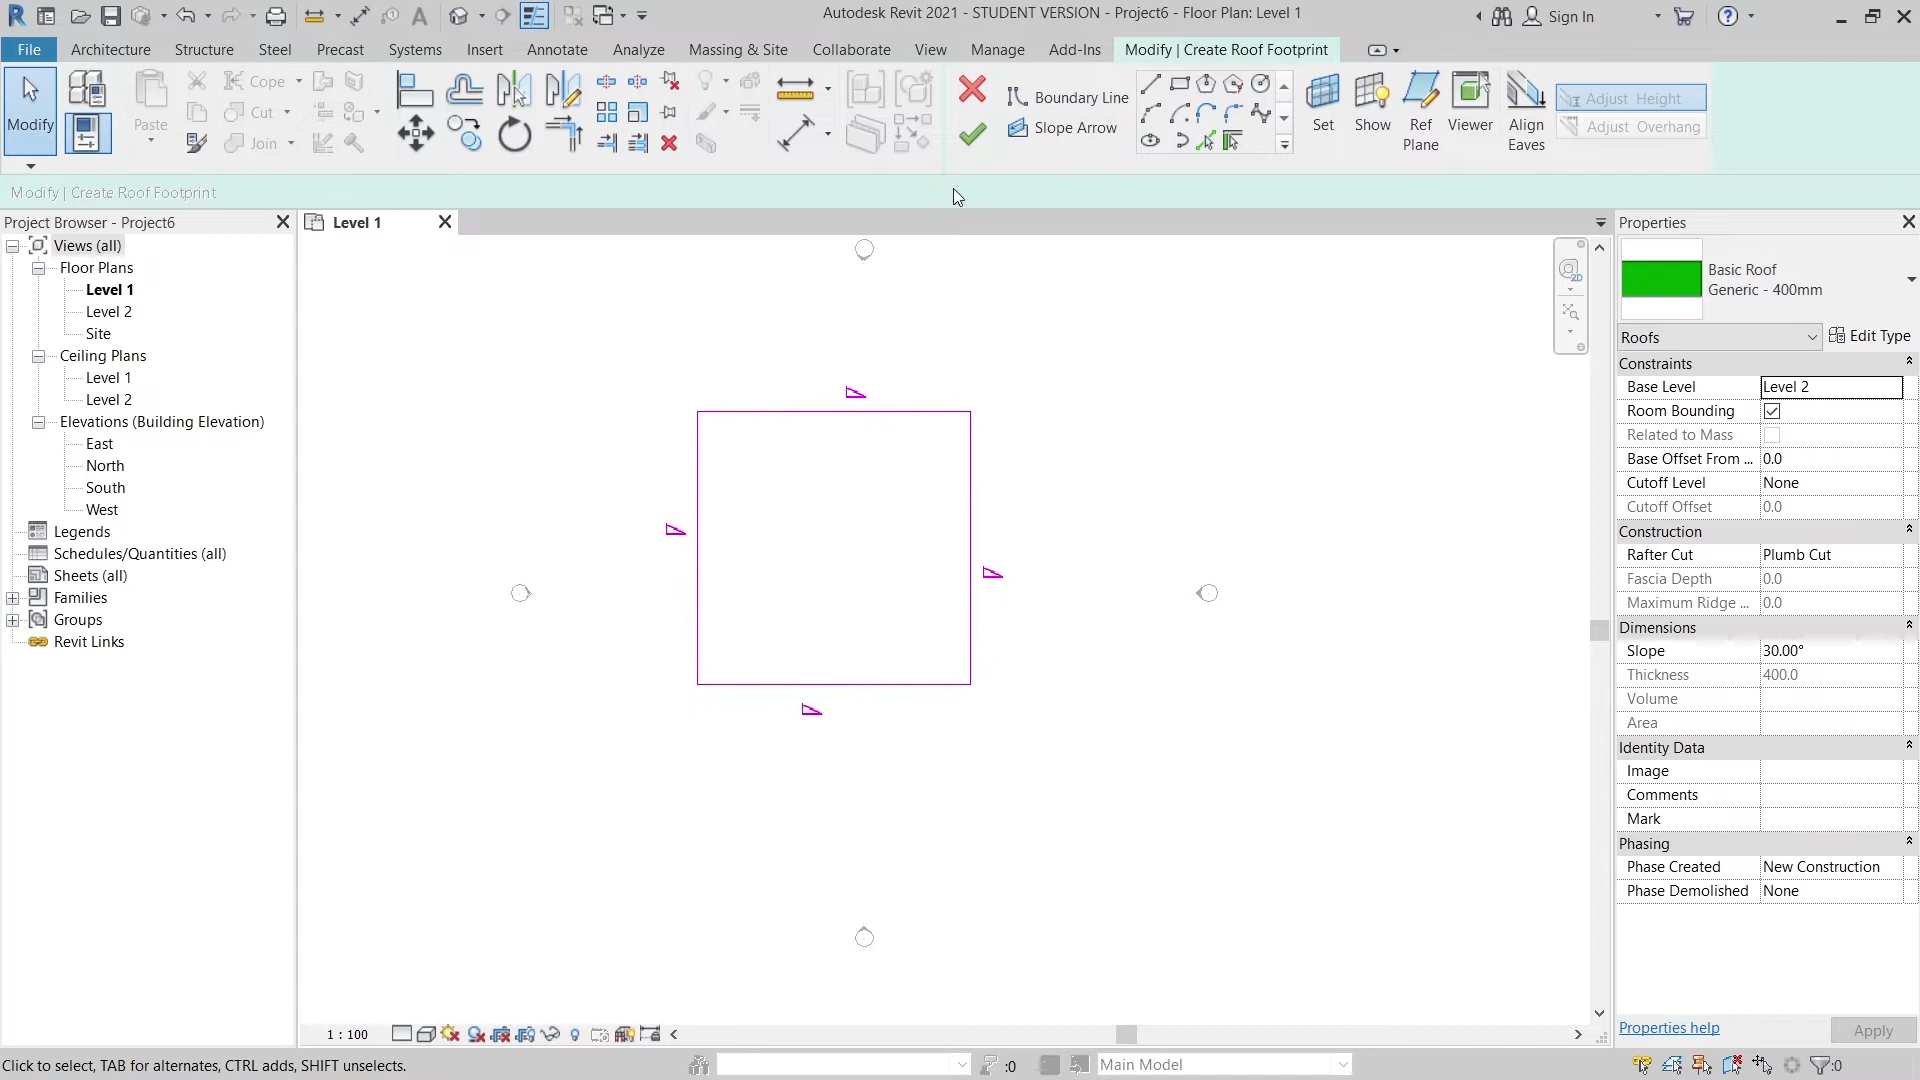 Autodesk Revit 2021 - STUDENT VERSION - Project6 - Floor Plan: Level 1
Sign In
File Architecture Structure Steel Precast Systems Insert Annotate Analyze Massing & Site Collaborate View Manage Add-Ins Modify | Create Roof Footprint
Modify
Paste
Cope
Cut
Join
Boundary Line
Slope Arrow
Set
Show
Ref
Plane
Viewer
Align
Eaves
Adjust Height
Adjust Overhang
Modify | Create Roof Footprint
Project Browser - Project6
Views (all)
Floor Plans
Level 1
Level 2
Site
Ceiling Plans
Level 1
Level 2
Elevations (Building Elevation)
East
North
South
West
Legends
Schedules/Quantities (all)
Sheets (all)
Families
Groups
Revit Links
Level 1
2D
Properties
Basic Roof
Generic - 400mm
Roofs
Edit Type
Constraints
Base Level Level 2
Room Bounding
Related to Mass
Base Offset From ... 0.0
Cutoff Level None
Cutoff Offset 0.0
Construction
Rafter Cut Plumb Cut
Fascia Depth 0.0
Maximum Ridge ... 0.0
Dimensions
Slope 30.00°
Thickness 400.0
Volume
Area
Identity Data
Image
Comments
Mark
Phasing
Phase Created New Construction
Phase Demolished None
Properties help
Apply
1 : 100
Click to select, TAB for alternates, CTRL adds, SHIFT unselects.
:0
Main Model
:0